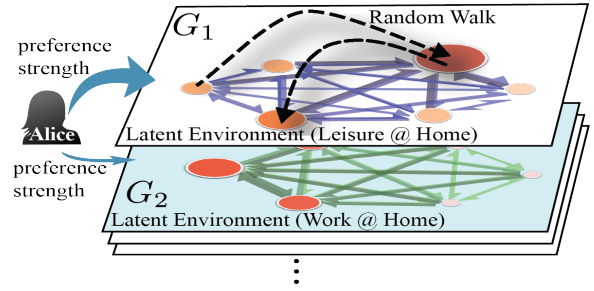 G1
Random Walk
preference
strength
Alice
Latent Environment (Leisure @ Home)
preference
strength
G2
Latent Environment (Work @ Home)